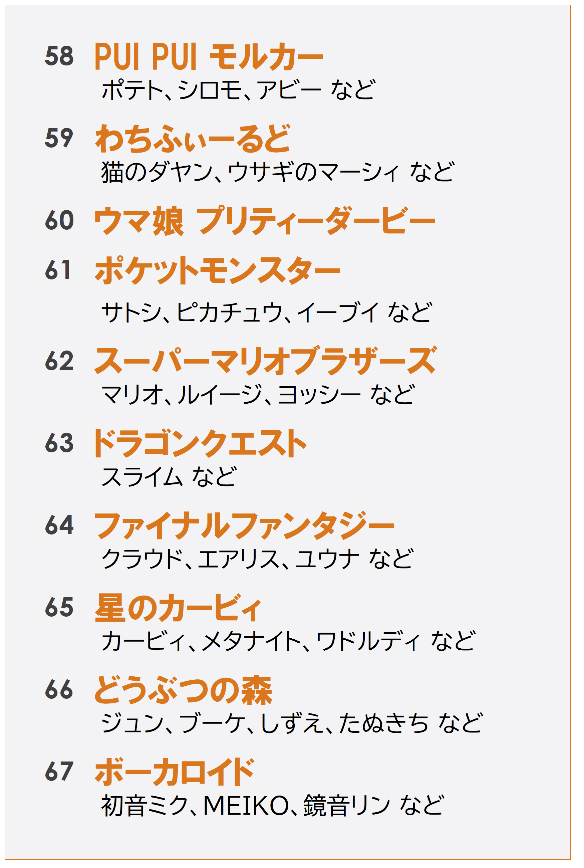 58 PUI PUI モルカー
ポテト、シロモ、アビー など
59 わちふぃーるど
猫のダヤン、ウサギのマーシィ など
60 ウマ娘 プリティーダービー
61 ポケットモンスター
サトシ、ピカチュウ、イーブイ など
62 スーパーマリオブラザーズ
マリオ、ルイージ、ヨッシー など
63 ドラゴンクエスト
スライム など
64 ファイナルファンタジー
クラウド、エアリス、ユウナ など
65 星のカービィ
カービィ、メタナイト、ワドルディ など
66 どうぶつの森
ジュン、ブーケ、しずえ、たぬきち など
67 ボーカロイド
初音ミク、MEIKO、鏡音リン など